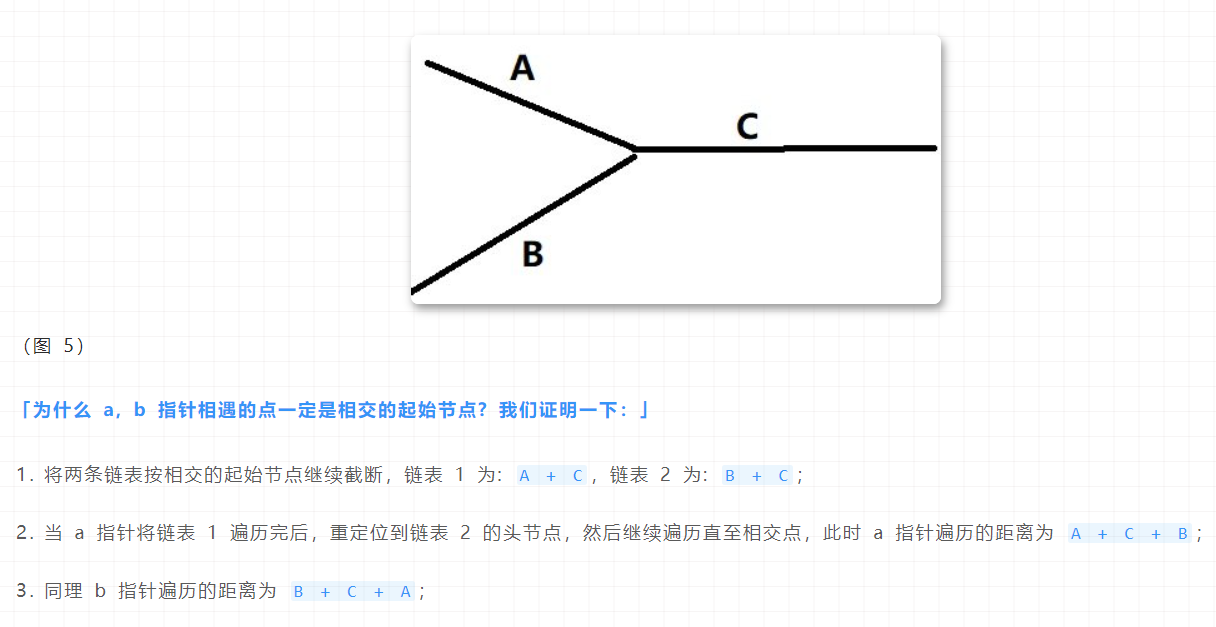 A
C
B
（图 5）
「为什么 a，b 指针相遇的点一定是相交的起始节点？我们证明一下：」
1. 将两条链表按相交的起始节点继续截断，链表 1 为: A + C，链表 2 为: B + C；
2. 当 a 指针将链表 1 遍历完后，重定位到链表 2 的头节点，然后继续遍历直至相交点，此时 a 指针遍历的距离为 A + C + B；
3. 同理 b 指针遍历的距离为 B + C + A；